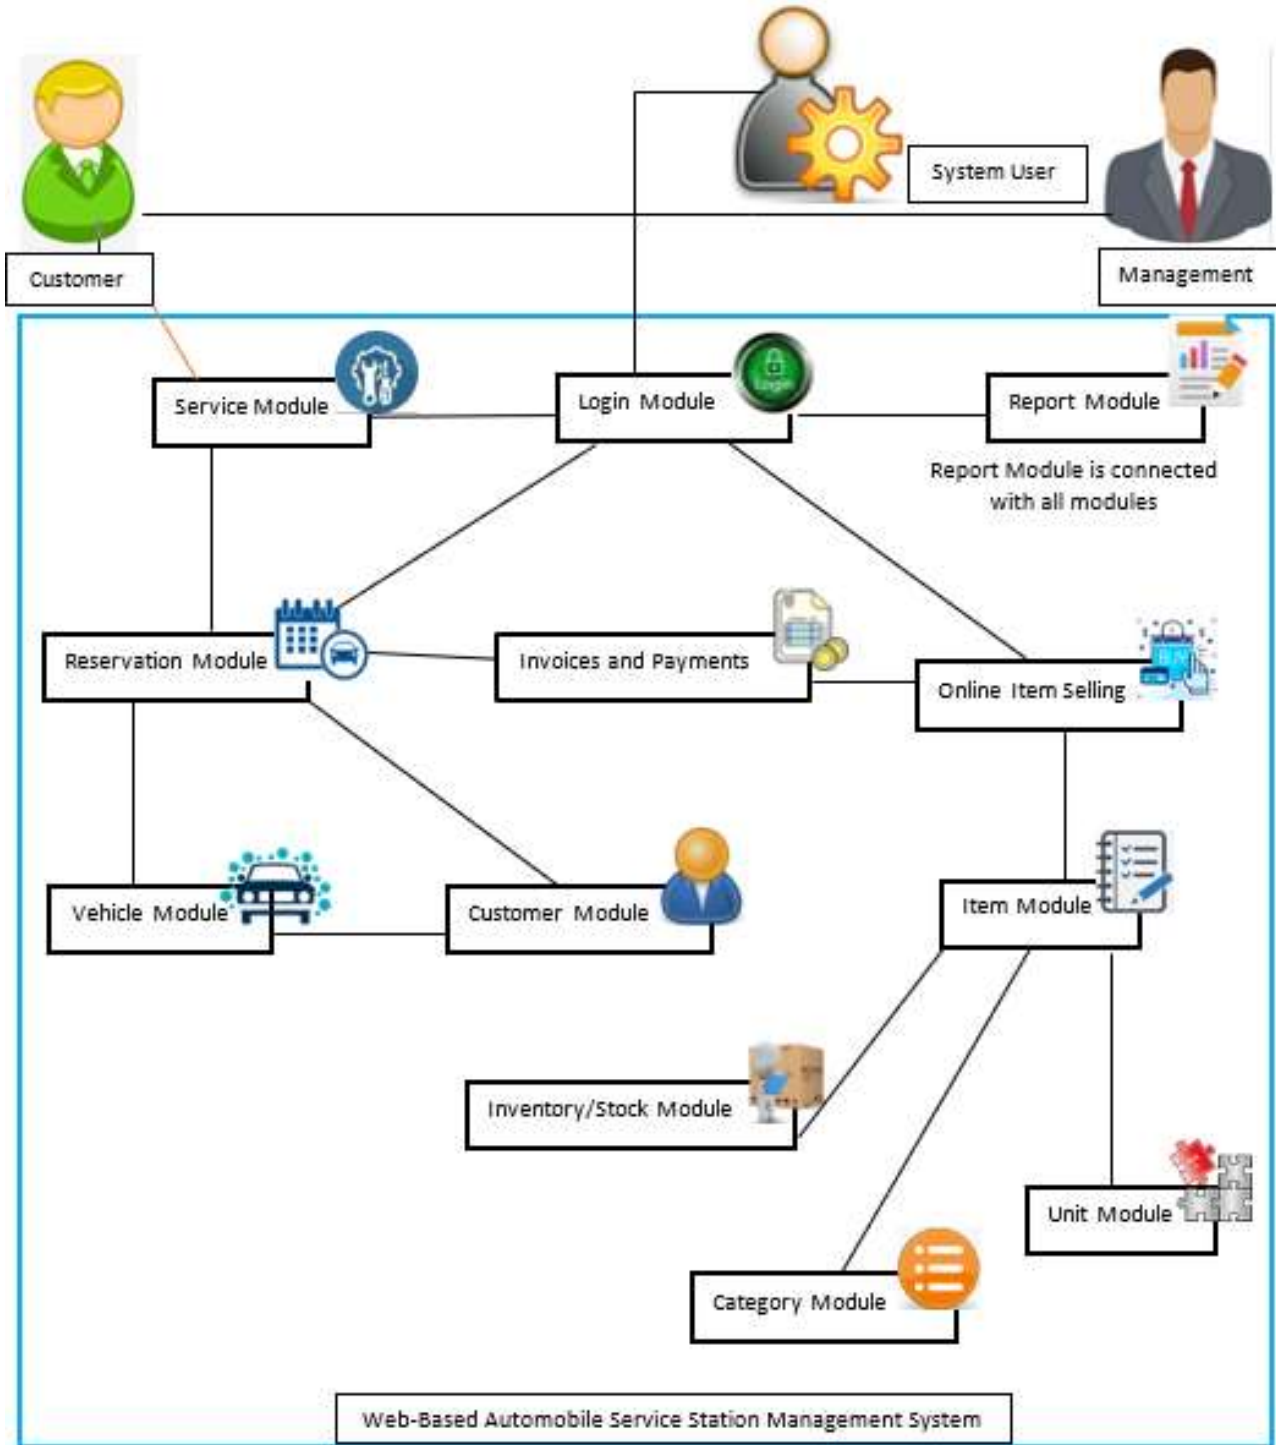 System User
Customer
Management
Service Module
Login Module
Login
Report Module
Report Module is connected
with all modules
Reservation Module
Invoices and Payments
BUY
Online Item Selling
Vehicle Module
Customer Module
Item Module
Inventory/Stock Module
Unit Module
Category Module
Web-Based Automobile Service Station Management System